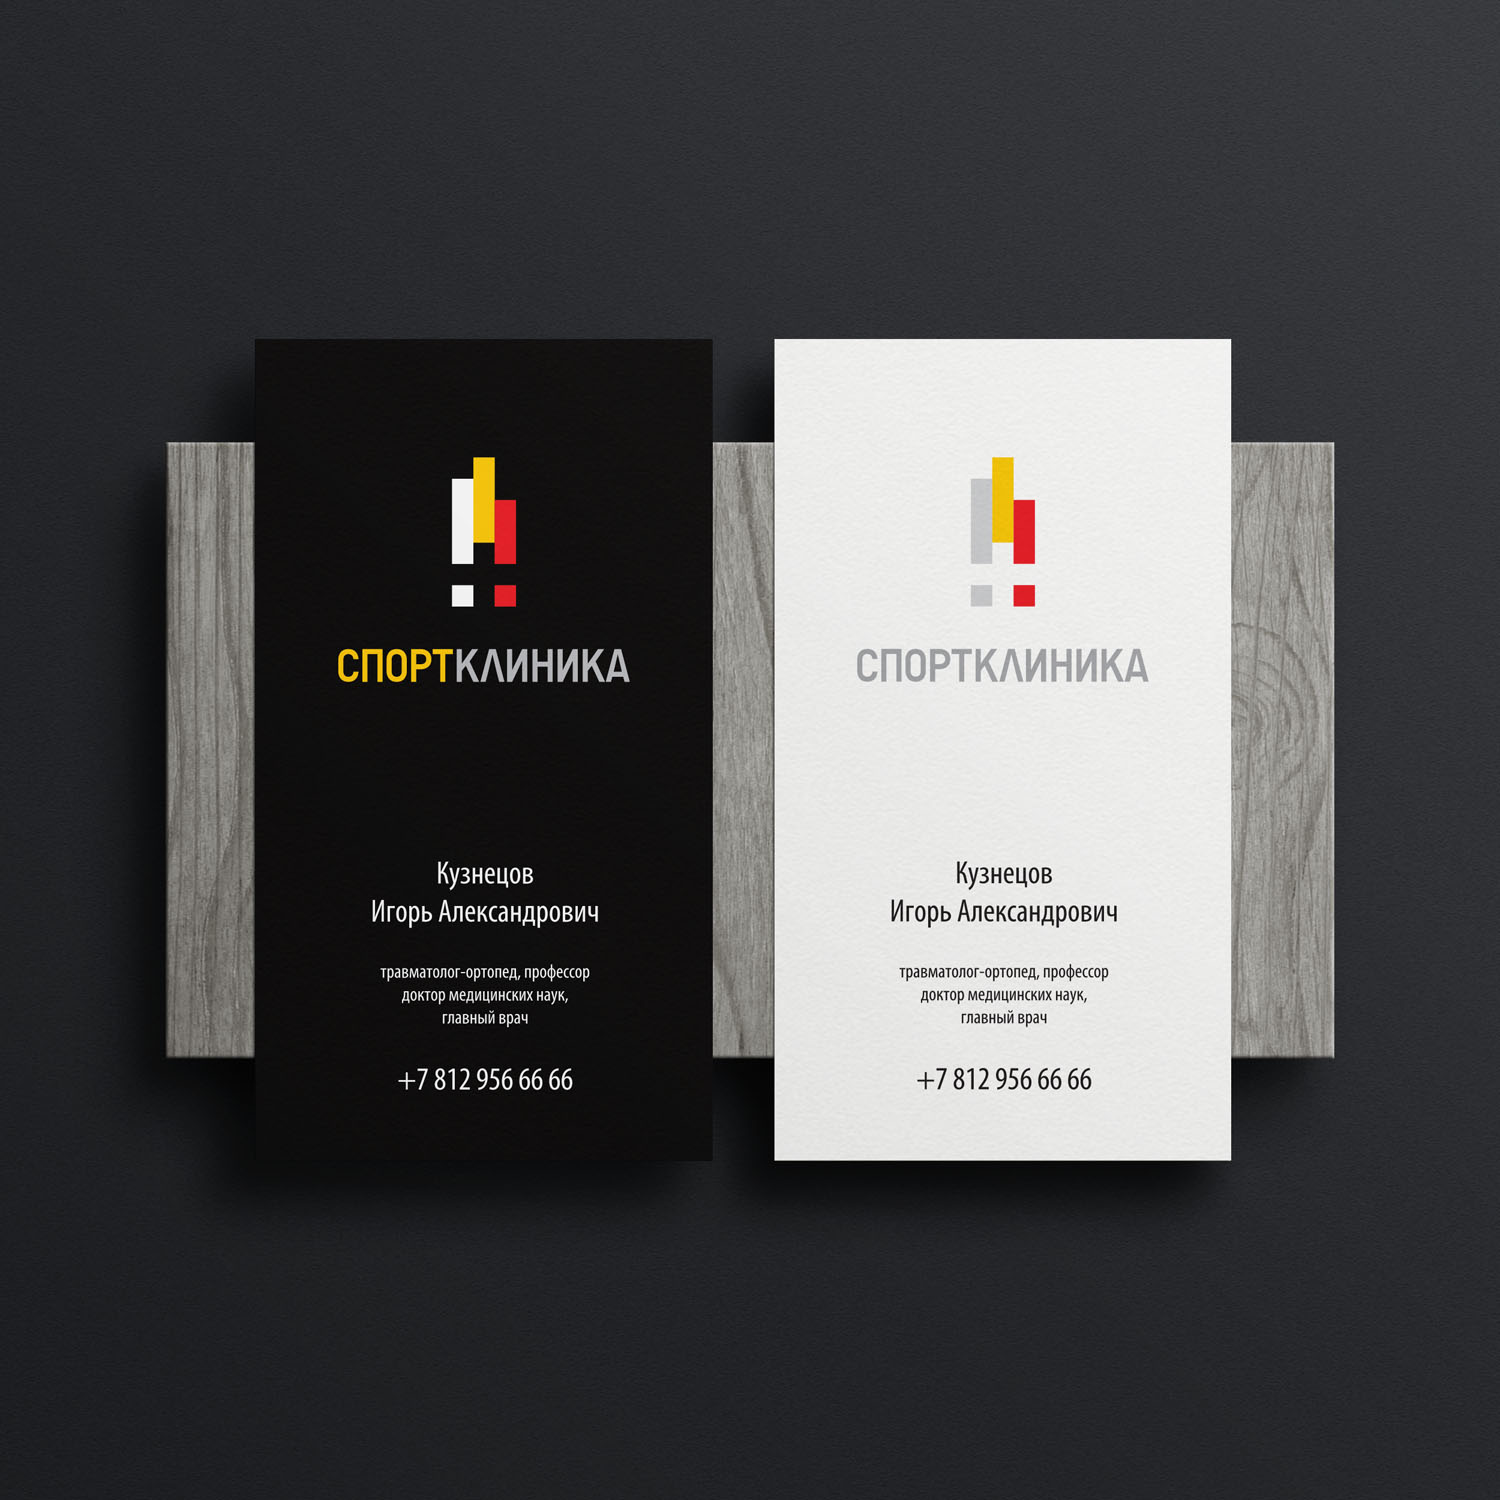 СПОРТКЛИНИКА
Кузнецов
Игорь Александрович
травматолог-ортопед, профессор
доктор медицинских наук,
главный врач
+7 812 956 66 66
СПОРТКЛИНИКА
Кузнецов
Игорь Александрович
травматолог-ортопед, профессор
доктор медицинских наук,
главный врач
+7 812 956 66 66